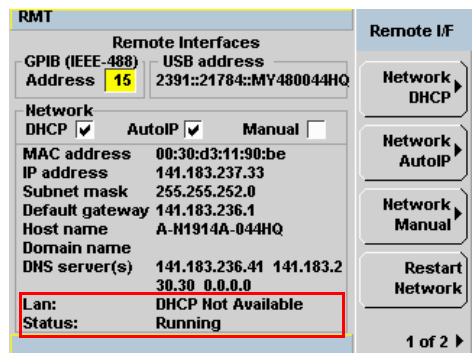 RMT
Remote Interfaces
GPIB (IEEE-488)
USB address
Address 15
2391::21784::MY480044HQ
Network
DHCP
AutoIP
Manual
MAC address 00:30:d3:11:90:be
IP address 141.183.237.33
Subnet mask 255.255.252.0
Default gateway 141.183.236.1
Host name A-N1914A-044HQ
Domain name
DNS server(s) 141.183.236.41 141.183.2
30.30 0.0.0.0
Lan: DHCP Not Available
Status: Running
Remote I/F
Network
DHCP
Network
AutoIP
Network
Manual
Restart
Network
1 of 2